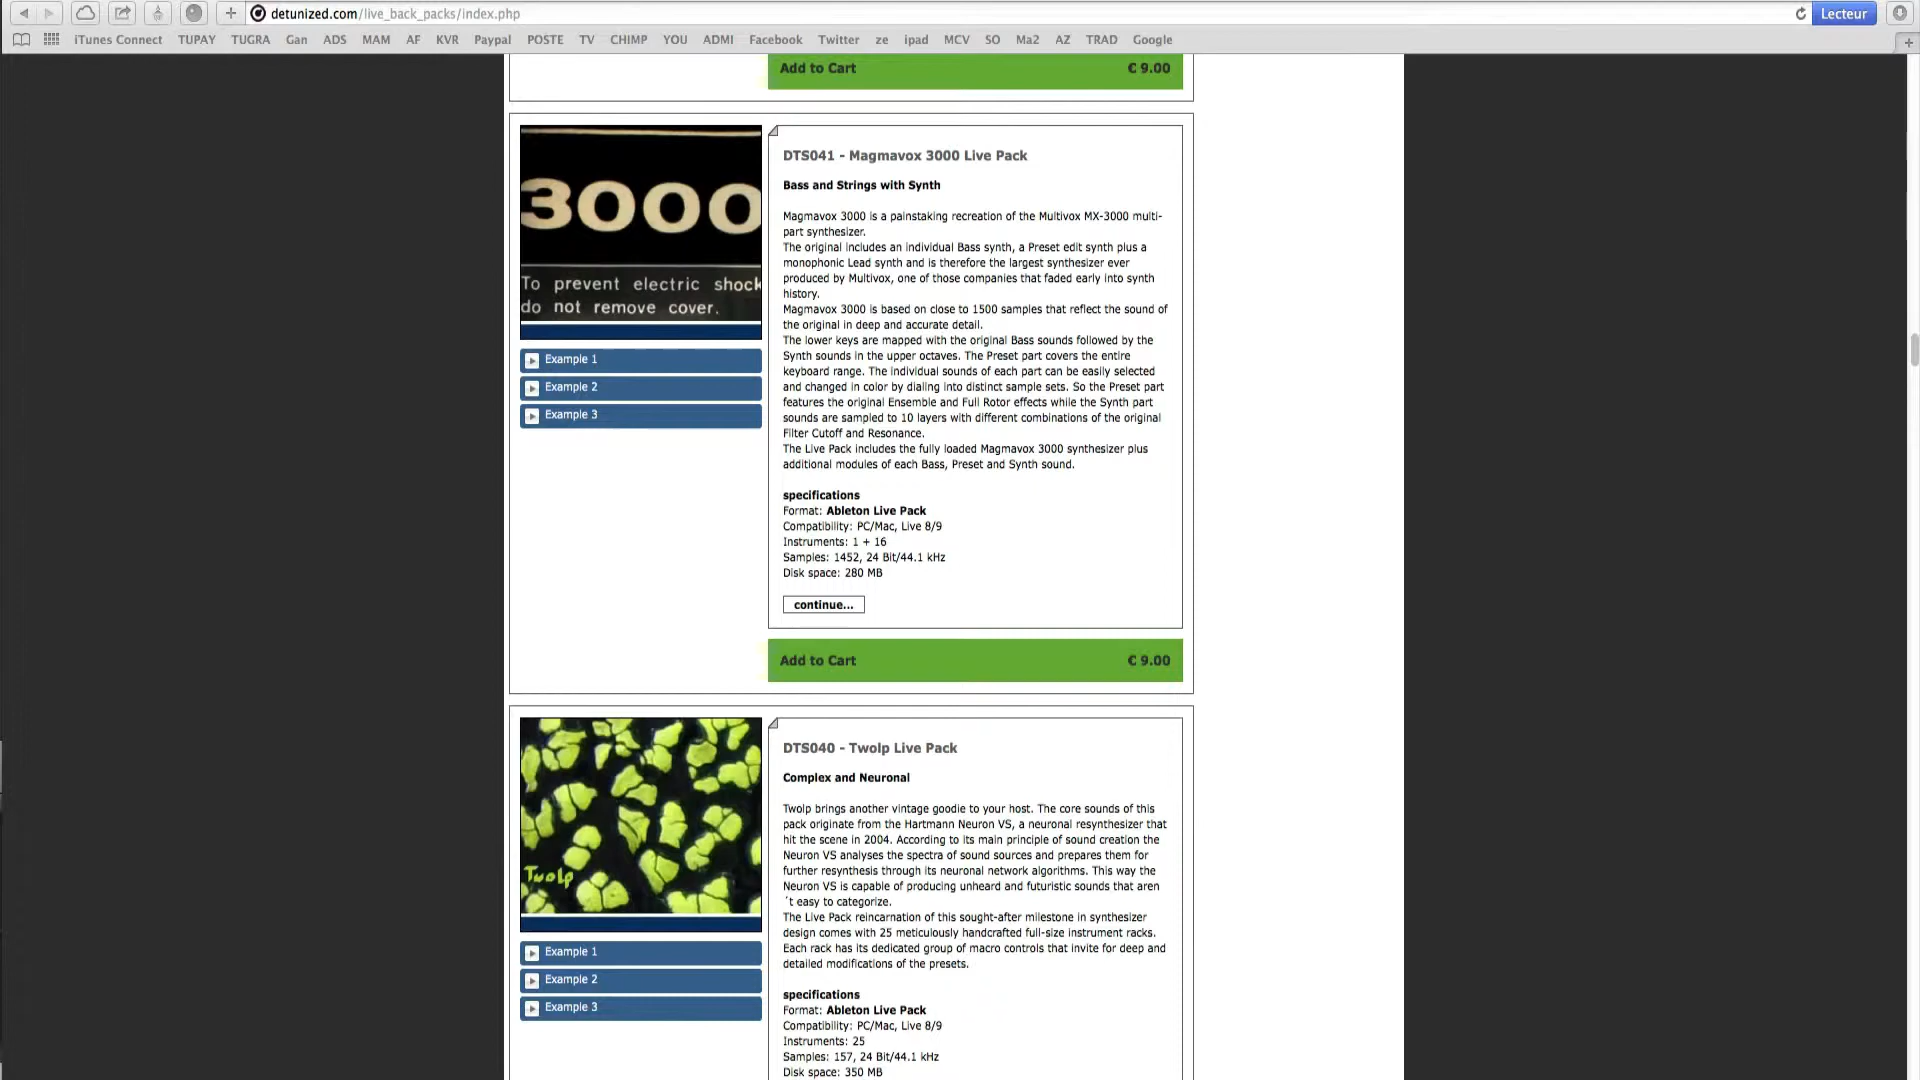 detunized.com/live_back_packs/index.php
Lecteur
iTunes Connect TUPAY TUGRA Gan ADS MAM AF KVR Paypal POSTE TV CHIMP YOU ADMI Facebook Twitter ze ipad MCV SO Ma2 AZ TRAD Google
Add to Cart € 9.00
3000
To prevent electric shock
do not remove cover.
Example 1
Example 2
Example 3
DTS041 - Magmavox 3000 Live Pack
Bass and Strings with Synth
Magmavox 3000 is a painstaking recreation of the Multivox MX-3000 multi-
part synthesizer.
The original includes an individual Bass synth, a Preset edit synth plus a
monophonic Lead synth and is therefore the largest synthesizer ever
produced by Multivox, one of those companies that faded early into synth
history.
Magmavox 3000 is based on close to 1500 samples that reflect the sound of
the original in deep and accurate detail.
The lower keys are mapped with the original Bass sounds followed by the
Synth sounds in the upper octaves. The Preset part covers the entire
keyboard range. The individual sounds of each part can be easily selected
and changed in color by dialing into distinct sample sets. So the Preset part
features the original Ensemble and Full Rotor effects while the Synth part
sounds are sampled to 10 layers with different combinations of the original
Filter Cutoff and Resonance.
The Live Pack includes the fully loaded Magmavox 3000 synthesizer plus
additional modules of each Bass, Preset and Synth sound.
specifications
Format: Ableton Live Pack
Compatibility: PC/Mac, Live 8/9
Instruments: 1 + 16
Samples: 1452, 24 Bit/44.1 kHz
Disk space: 280 MB
continue...
Add to Cart € 9.00
Twolp
Example 1
Example 2
Example 3
DTS040 - Twolp Live Pack
Complex and Neuronal
Twolp brings another vintage goodie to your host. The core sounds of this
pack originate from the Hartmann Neuron VS, a neuronal resynthesizer that
hit the scene in 2004. According to its main principle of sound creation the
Neuron VS analyses the spectra of sound sources and prepares them for
further resynthesis through its neuronal network algorithms. This way the
Neuron VS is capable of producing unheard and futuristic sounds that aren
´t easy to categorize.
The Live Pack reincarnation of this sought-after milestone in synthesizer
design comes with 25 meticulously handcrafted full-size instrument racks.
Each rack has its dedicated group of macro controls that invite for deep and
detailed modifications of the presets.
specifications
Format: Ableton Live Pack
Compatibility: PC/Mac, Live 8/9
Instruments: 25
Samples: 157, 24 Bit/44.1 kHz
Disk space: 350 MB